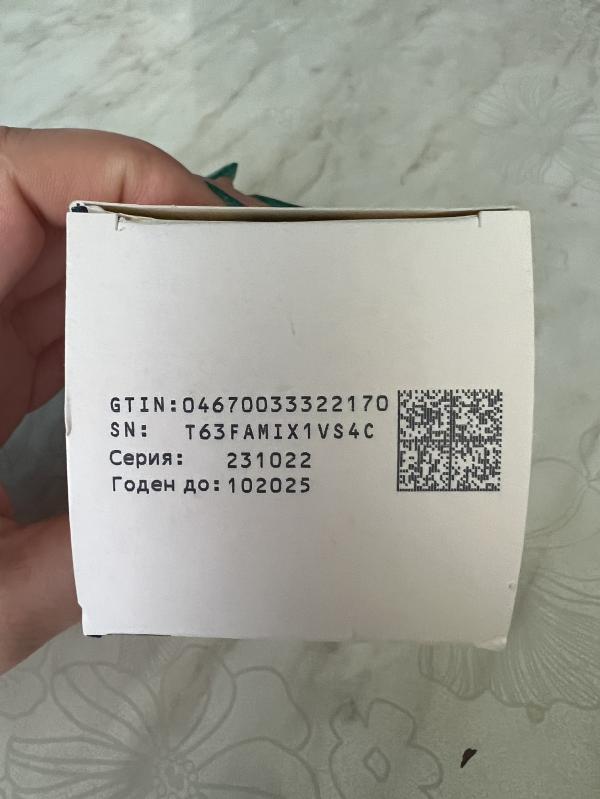 GTIN:04670033322170
SN: T63FAMIX1VS4C
Серия: 231022
Годен до: 102025